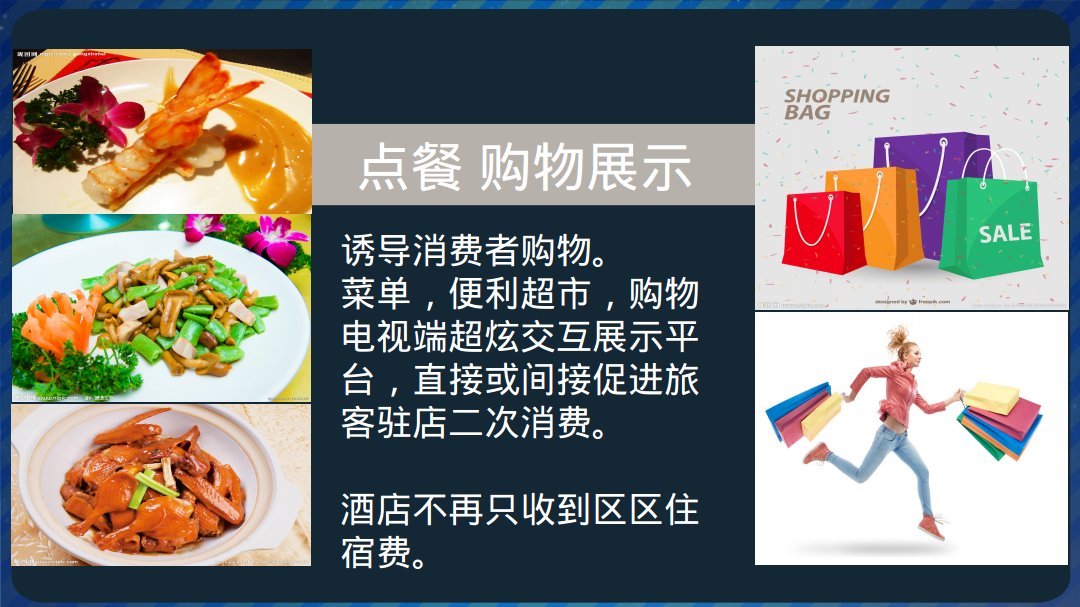 点餐 购物展示
诱导消费者购物。
菜单，便利超市，购物
电视端超炫交互展示平
台，直接或间接促进旅
客驻店二次消费。
酒店不再只收到区区住
宿费。
SHOPPING
BAG
SALE
designed by freepik.com